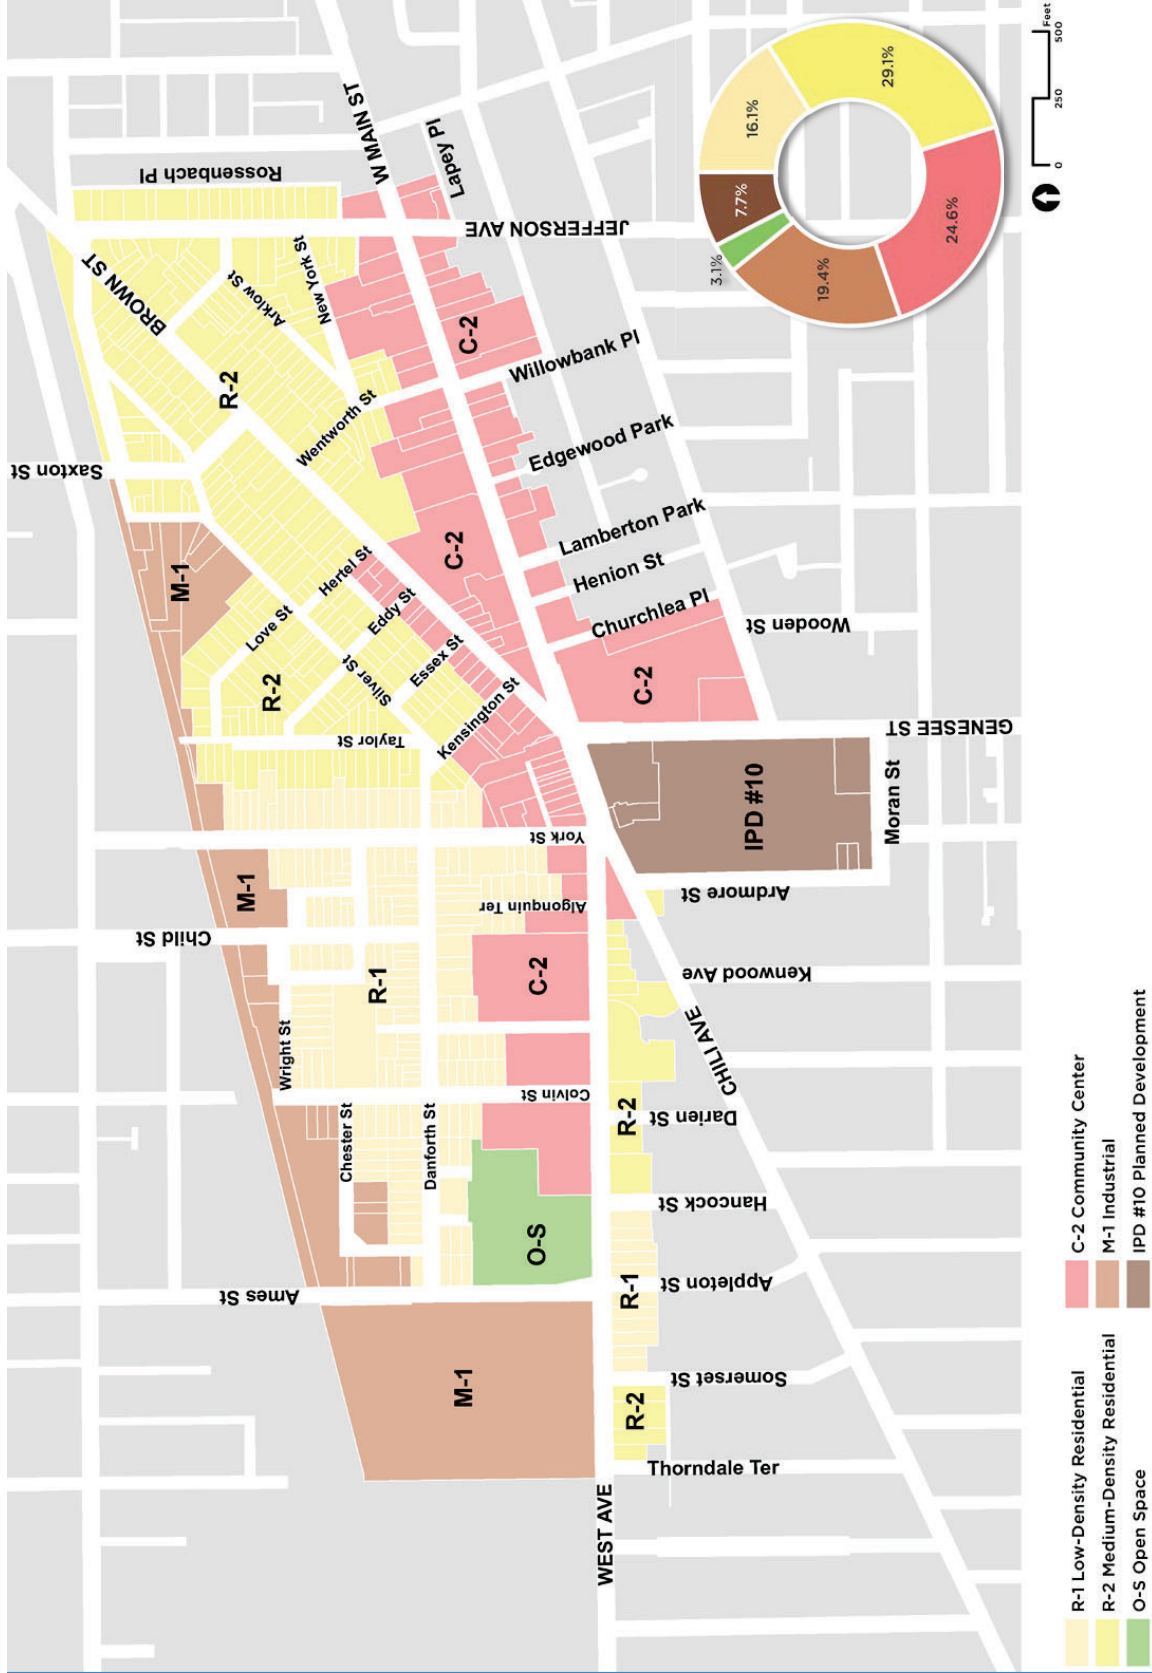 Saxton St
BROWN ST
Rossenbach Pl
W MAIN ST
Lapey Pl
JEFFERSON AVE
Arklow St
New York St
R-2
Wentworth St
C-2
Willowbank Pl
Edgewood Park
Lamberton Park
Henion St
Churchlea Pl
C-2
C-2
M-1
Love St
Hertel St
Eddy St
Essex St
Silver St
R-2
Taylor St
Kensington St
Wooden St
GENESEE ST
IPD #10
Moran St
York St
Ardmore St
Algonquin Ter
M-1
Child St
R-1
C-2
Kenwood Ave
CHILI AVE
Wright St
Colvin St
Chester St
Danforth St
R-2
Darien St
Hancock St
O-S
Ames St
R-1
Appleton St
Somerset St
M-1
R-2
Thorndale Ter
WEST AVE
16.1%
29.1%
24.6%
19.4%
3.1%
7.7%
0
250
500
Feet
R-1 Low-Density Residential
R-2 Medium-Density Residential
O-S Open Space
C-2 Community Center
M-1 Industrial
IPD #10 Planned Development